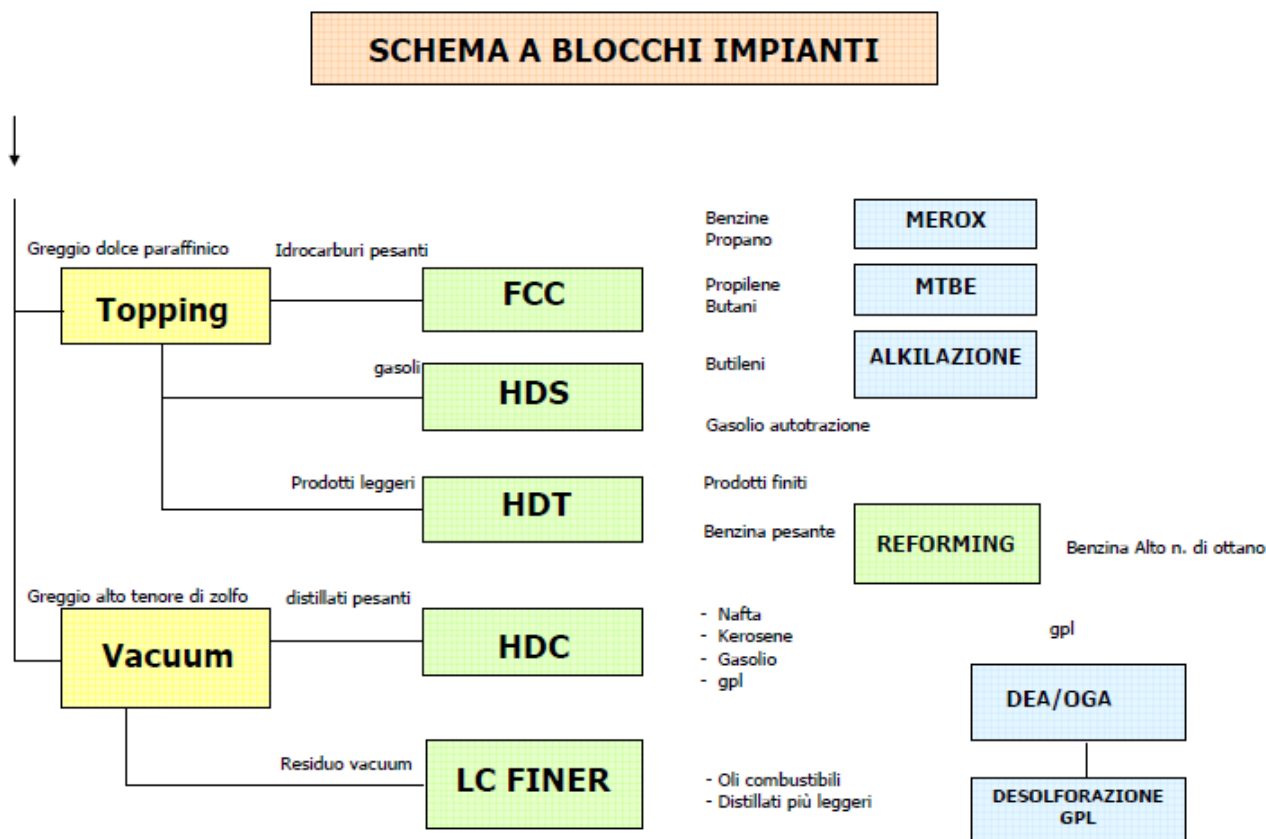 SCHEMA A BLOCCHI IMPIANTI
Benzine
Propano
MEROX
Greggio dolce paraffinico
Idrocarburi pesanti
Topping
FCC
Propilene
Butani
MTBE
gasoli
HDS
Butileni
ALKILAZIONE
Gasolio autotrazione
Prodotti leggeri
HDT
Prodotti finiti
Benzina pesante
REFORMING
Benzina Alto n. di ottano
Greggio alto tenore di zolfo
distillati pesanti
Vacuum
HDC
- Nafta
- Kerosene
- Gasolio
- gpl
gpl
DEA/OGA
Residuo vacuum
LC FINER
- Oli combustibili
- Distillati più leggeri
DESOLFORAZIONE
GPL